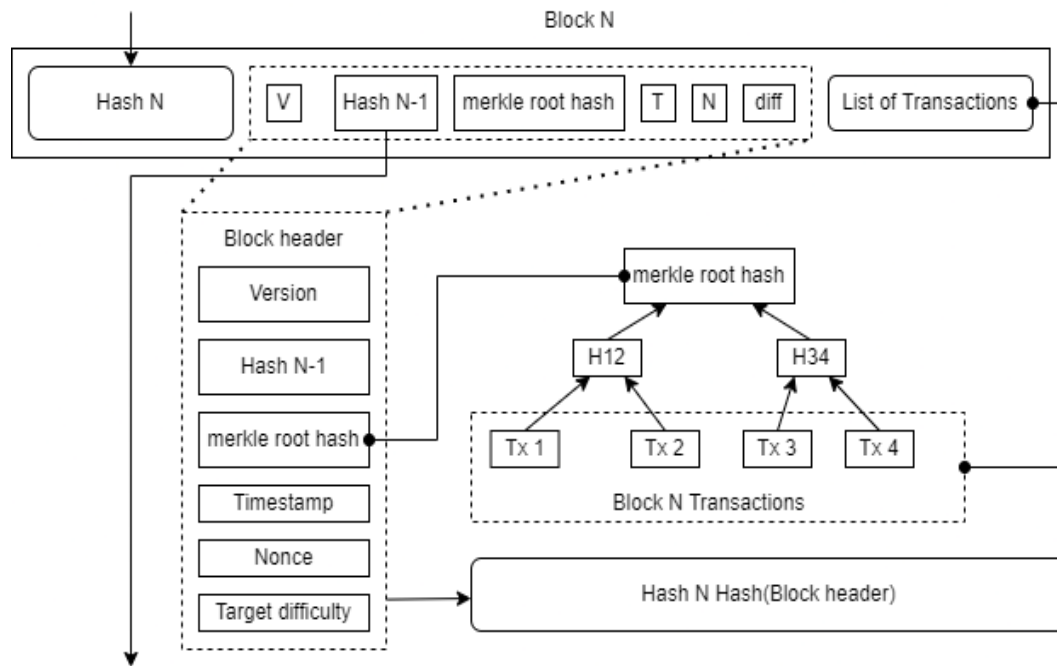 Block N
Hash N
V
Hash N-1
merkle root hash
T
N
diff
List of Transactions
Block header
Version
Hash N-1
merkle root hash
Timestamp
Nonce
Target difficulty
merkle root hash
H12
H34
Tx 1
Tx 2
Tx 3
Tx 4
Block N Transactions
Hash N Hash(Block header)